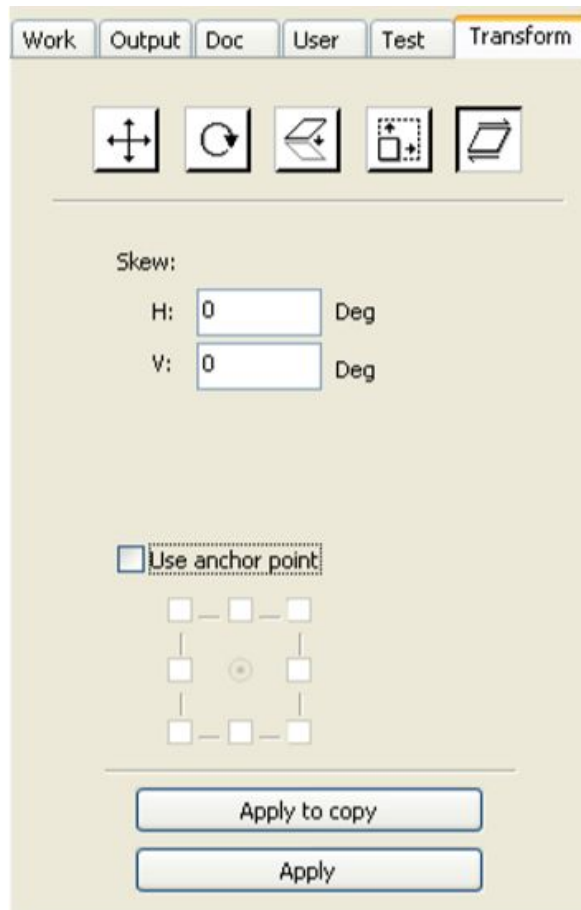 Work Output Doc User Test Transform
Skew:
H: 0 Deg
V: 0 Deg
Use anchor point
Apply to copy
Apply